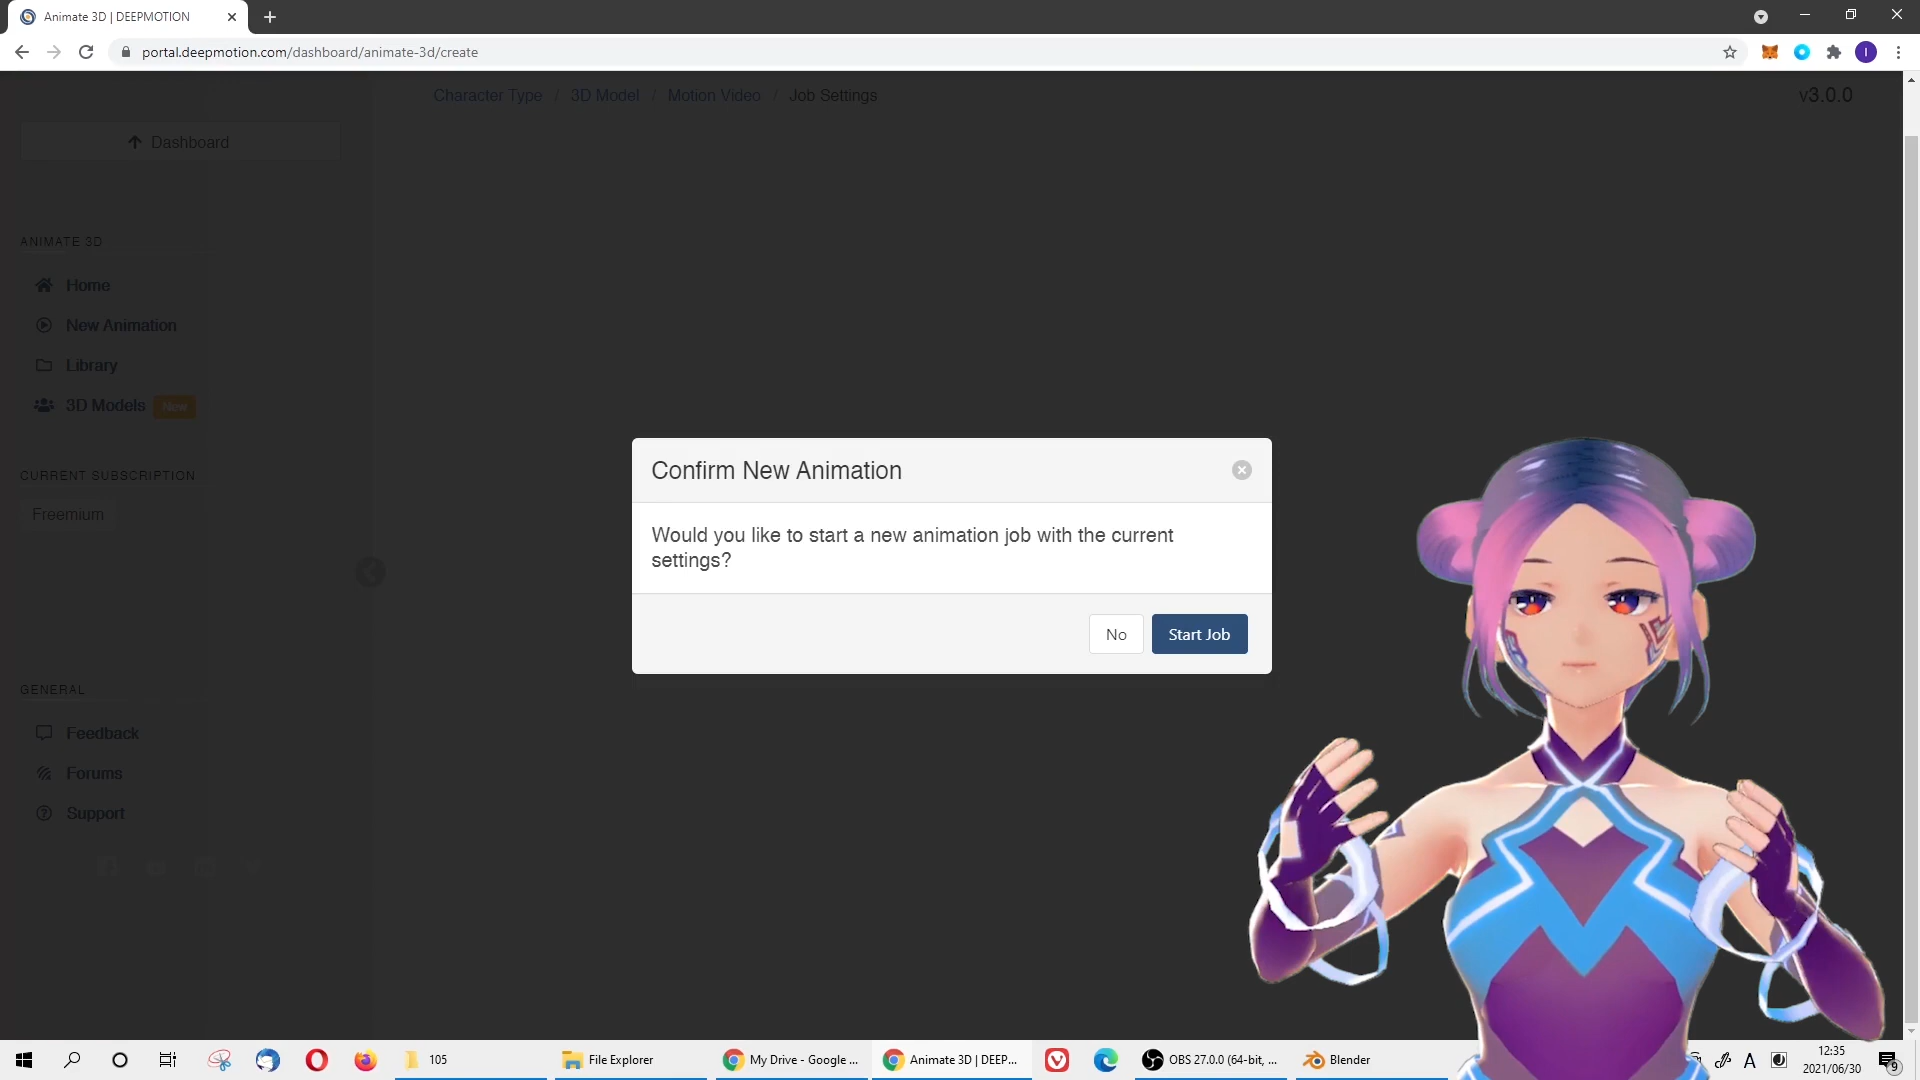 Animate 3D | DEEPMOTION
portal.deepmotion.com/dashboard/animate-3d/create
I
Character Type / 3D Model / Motion Video / Job Settings
v3.0.0
Dashboard
ANIMATE 3D
Home
New Animation
Library
3D Models New
CURRENT SUBSCRIPTION
Freemium
Confirm New Animation
Would you like to start a new animation job with the current
settings?
No
Start Job
GENERAL
Feedback
Forums
Support
105
File Explorer
My Drive - Google ...
Animate 3D | DEEP...
OBS 27.0.0 (64-bit, ...
Blender
A
12:35
2021/06/30
9